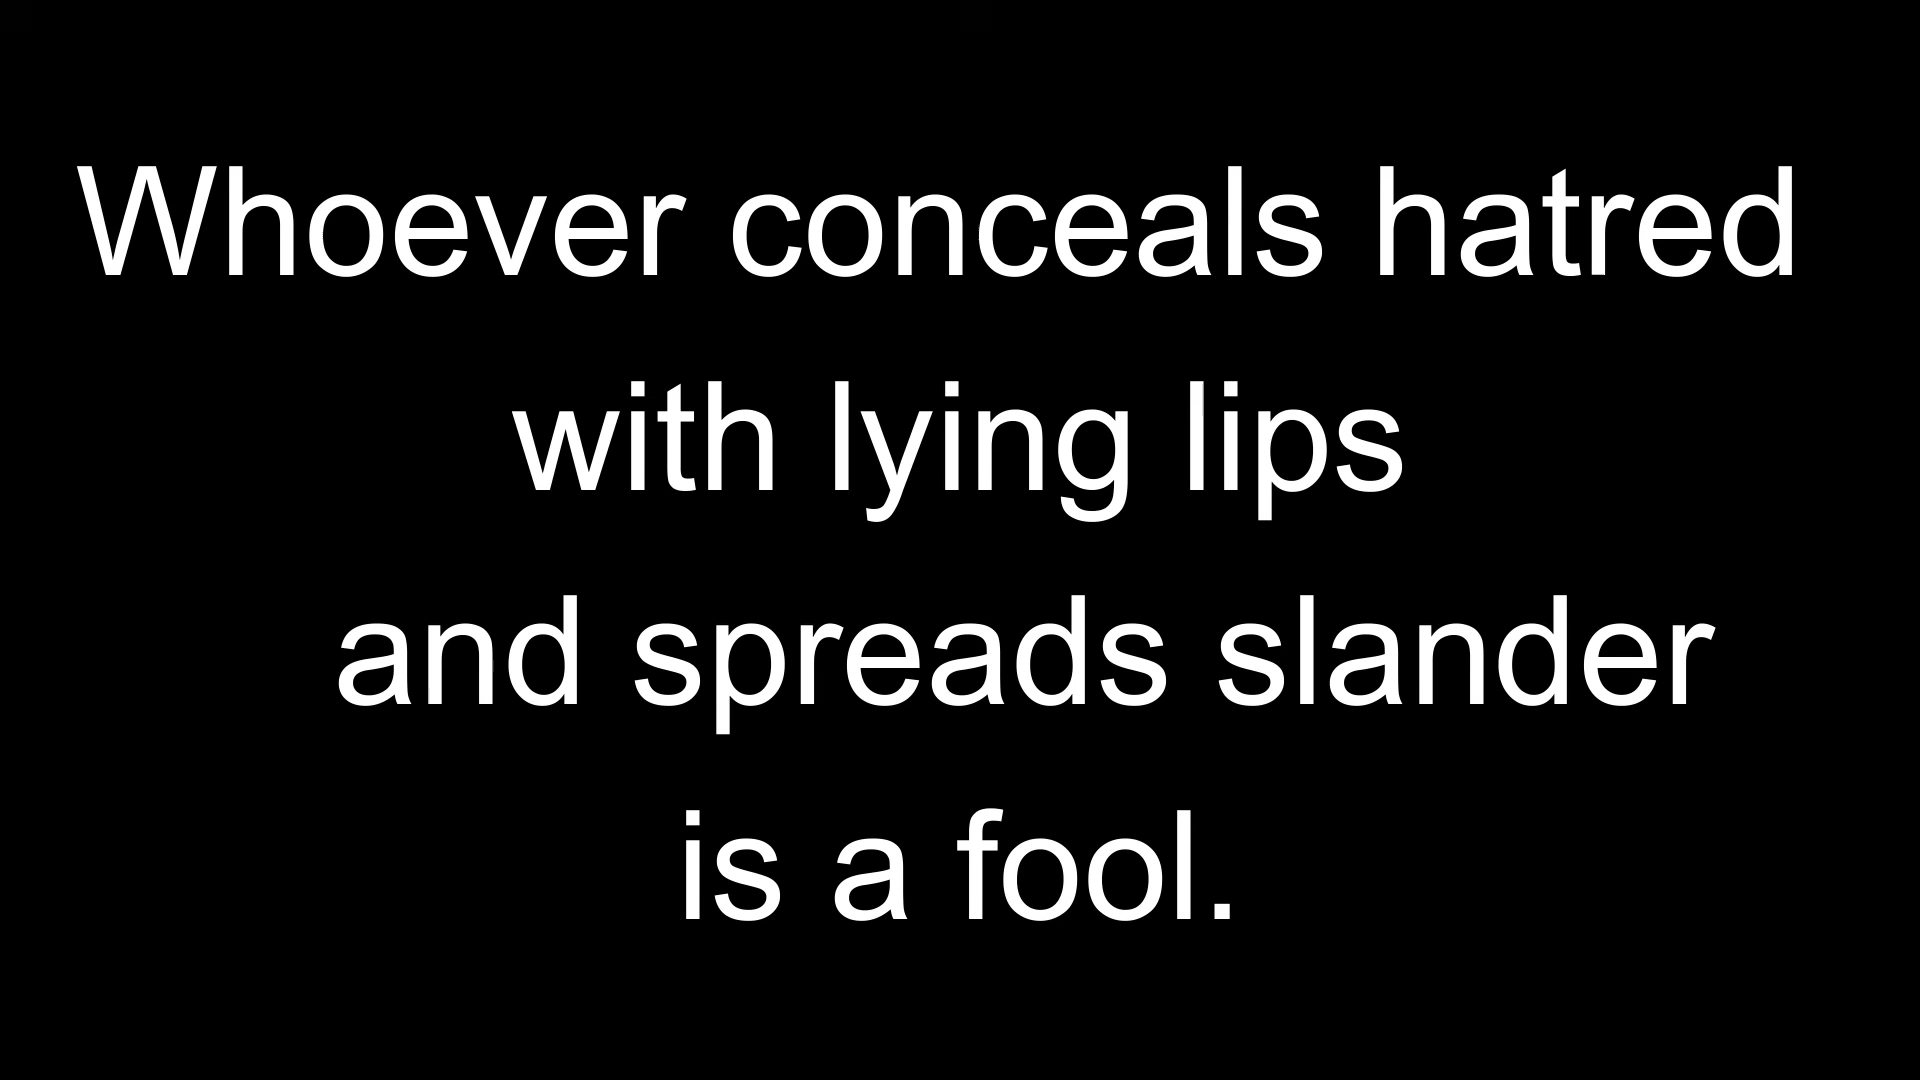 Whoever conceals hatred
with lying lips
and spreads slander
is a fool.